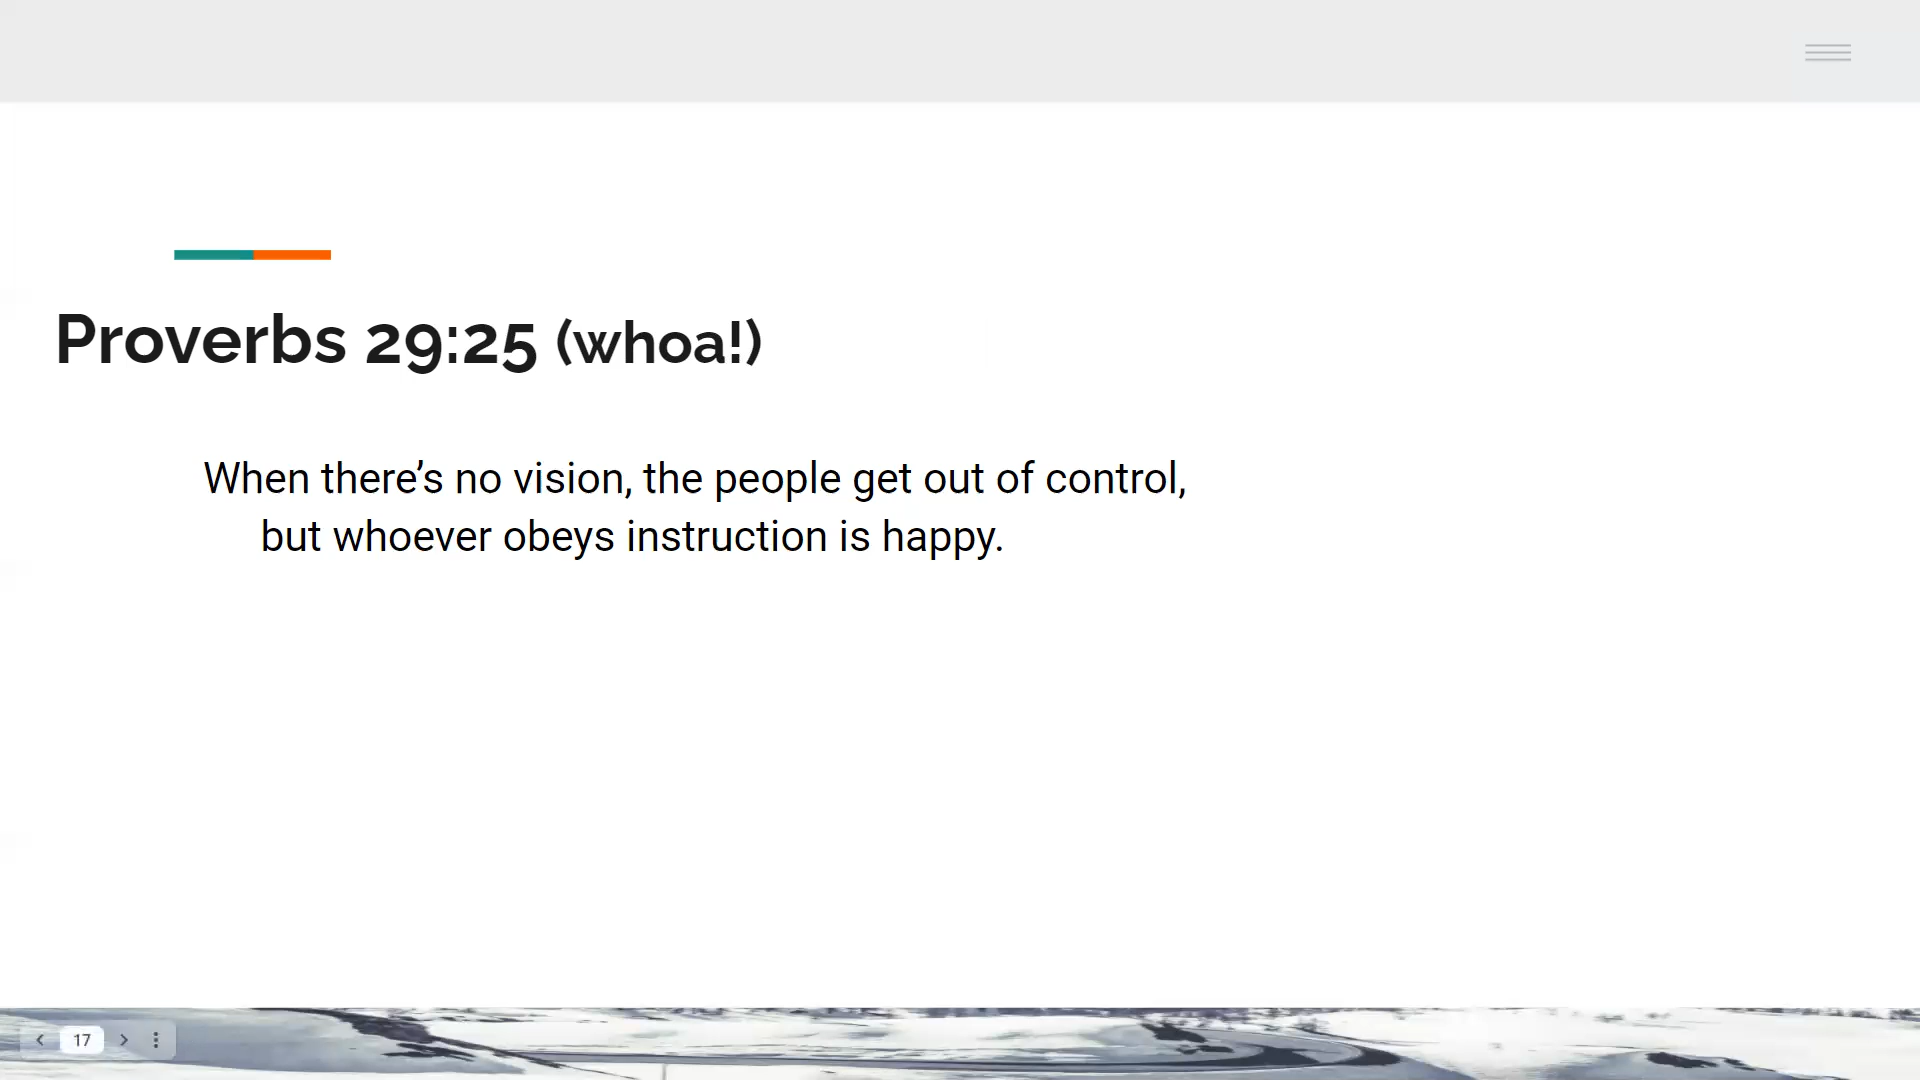 Proverbs 29:25 (whoa!)
When there’s no vision, the people get out of control,
but whoever obeys instruction is happy.
17